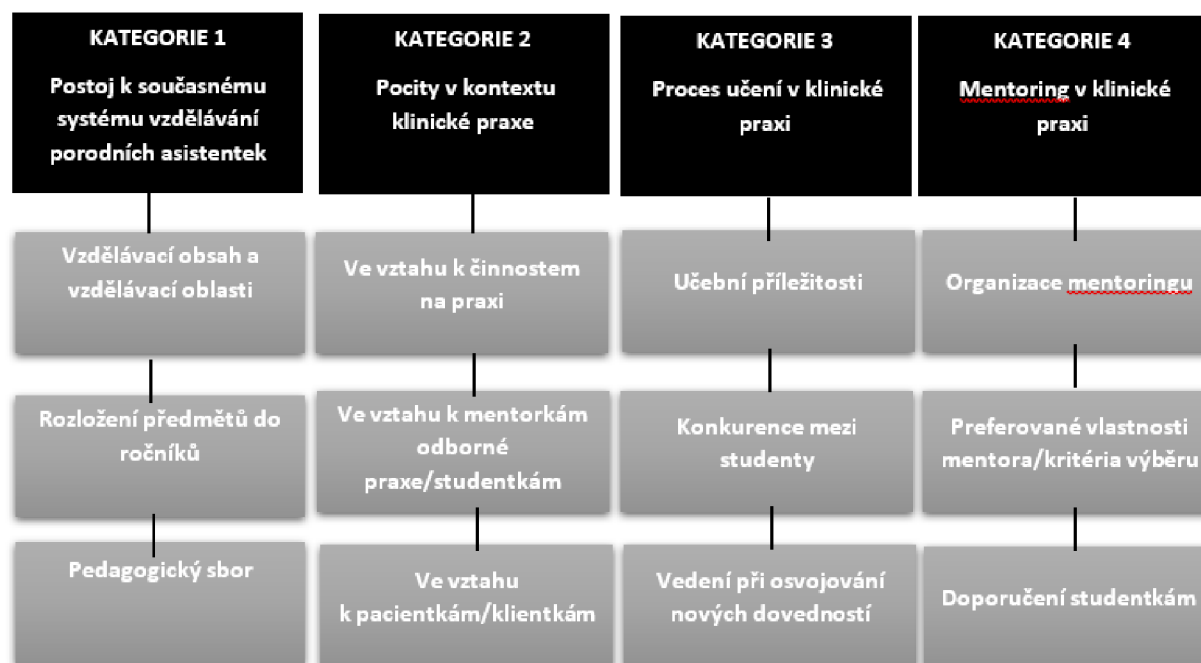 KATEGORIE 1
Postoj k současnému
systému vzdělávání
porodních asistentek
Vzdělávací obsah a
vzdělávací oblasti
Rozložení předmětů do
ročníků
Pedagogický sbor
KATEGORIE 2
Pocity v kontextu
klinické praxe
Ve vztahu k činnostem
na praxi
Ve vztahu k mentorkám
odborné
praxe/studentkám
Ve vztahu
k pacientkám/klientkám
KATEGORIE 3
Proces učení v klinické
praxi
Učební příležitosti
Konkurence mezi
studenty
Vedení při osvojování
nových dovedností
KATEGORIE 4
Mentoring v klinické
praxi
Organizace mentoringu
Preferované vlastnosti
mentora/kritéria výběru
Doporučení studentkám